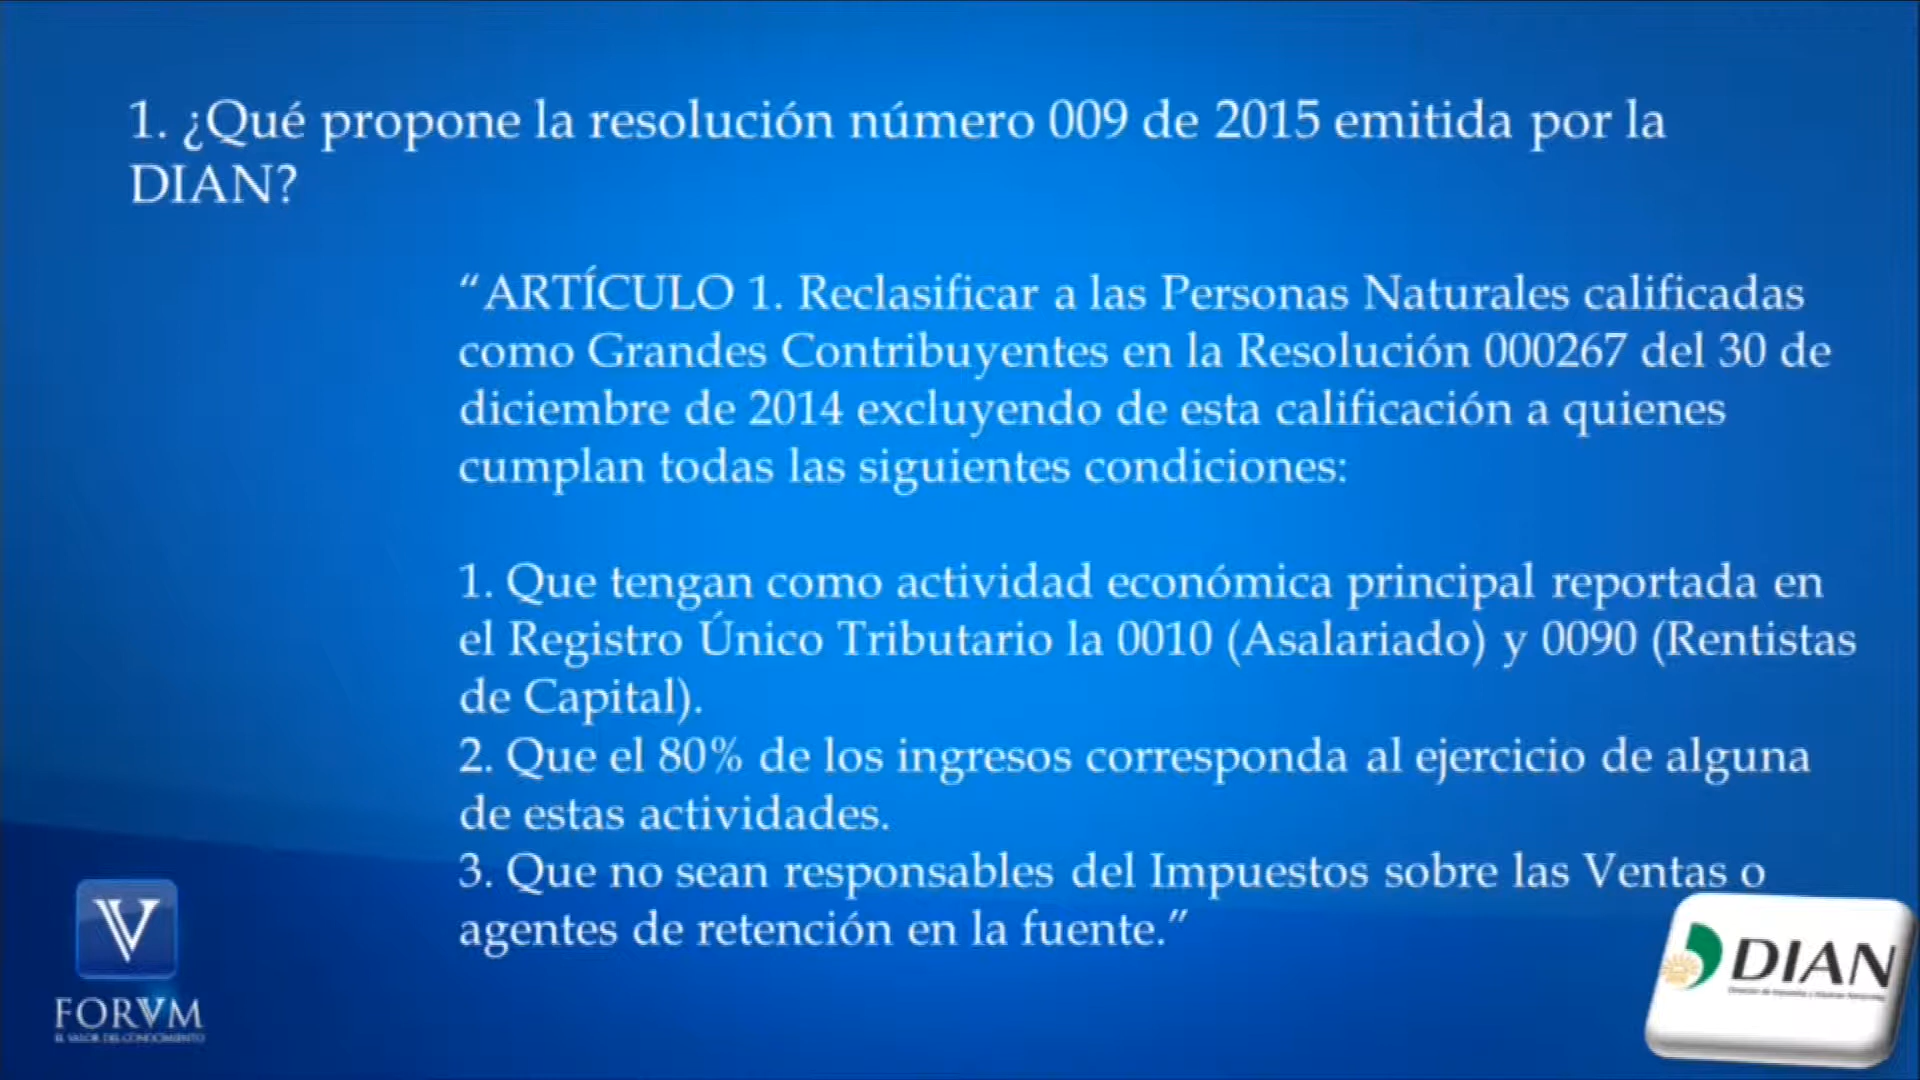 1. ¿Qué propone la resolución número 009 de 2015 emitida por la
DIAN?
“ARTÍCULO 1. Reclasificar a las Personas Naturales calificadas
como Grandes Contribuyentes en la Resolución 000267 del 30 de
diciembre de 2014 excluyendo de esta calificación a quienes
cumplan todas las siguientes condiciones:
1. Que tengan como actividad económica principal reportada en
el Registro Único Tributario la 0010 (Asalariado) y 0090 (Rentistas
de Capital).
2. Que el 80% de los ingresos corresponda al ejercicio de alguna
de estas actividades.
3. Que no sean responsables del Impuestos sobre las Ventas o
agentes de retención en la fuente.”
V
FORVM
EL VALOR DEL CONOCIMIENTO
DIAN